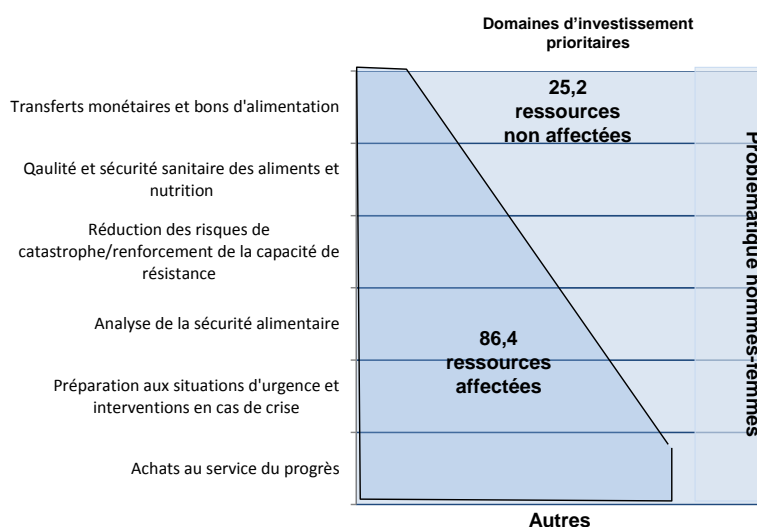 Domaines d'investissement
prioritaires
Transferts monétaires et bons d'alimentation
Qaulité et sécurité sanitaire des aliments et
nutrition
Réduction des risques de
catastrophe/renforcement de la capacité de
résistance
Analyse de la sécurité alimentaire
Préparation aux situations d'urgence et
interventions en cas de crise
Achats au service du progrès
25,2
ressources
non affectées
86,4
ressources
affectées
Problématique hommes-femmes
Autres